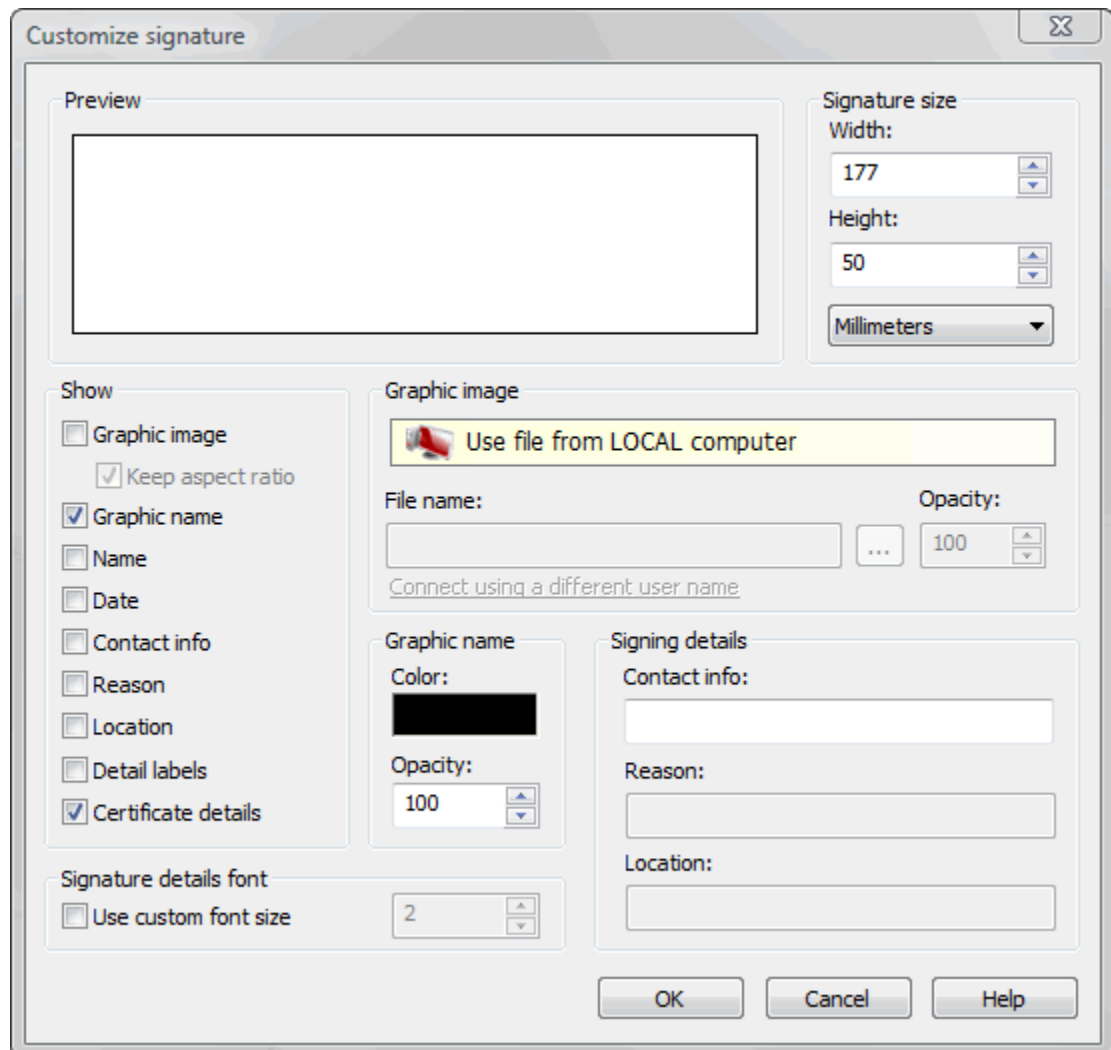 Customize signature
Preview
Signature size
Width:
177
Height:
50
Millimeters
Show
Graphic image
Keep aspect ratio
Graphic name
Name
Date
Contact info
Reason
Location
Detail labels
Certificate details
Graphic image
Use file from LOCAL computer
File name:
Opacity:
...
100
Connect using a different user name
Graphic name
Color:
Opacity:
100
Signing details
Contact info:
Reason:
Location:
Signature details font
Use custom font size
2
OK
Cancel
Help